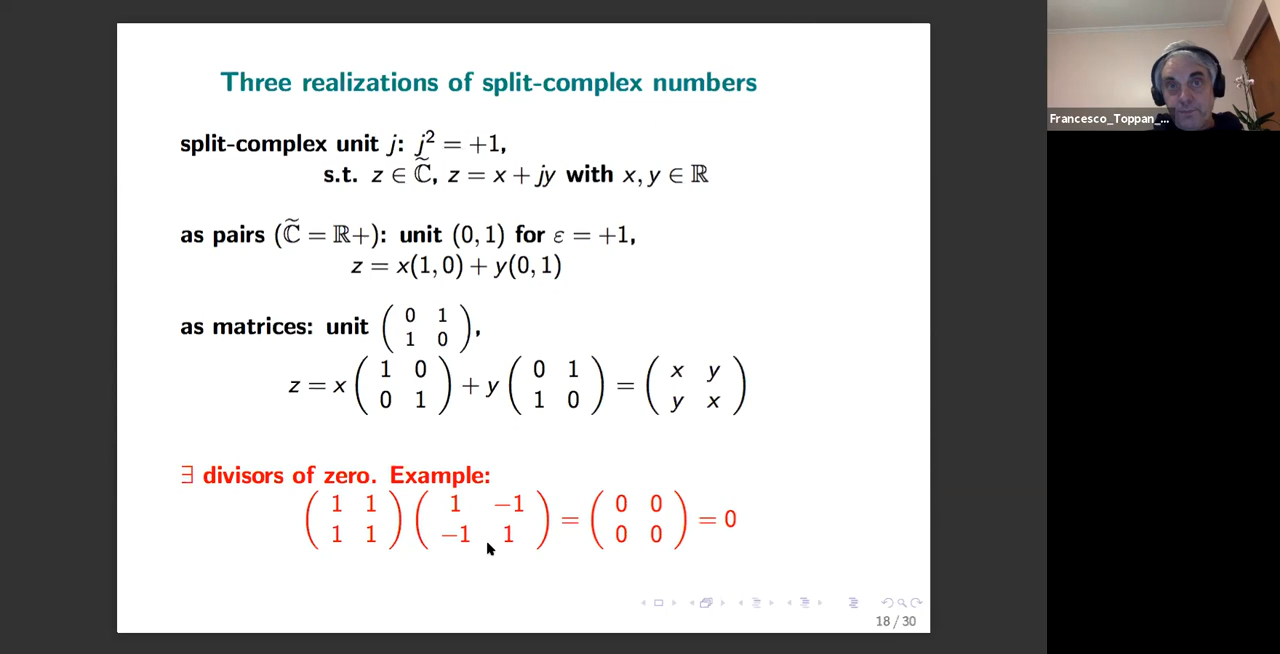 Three realizations of split-complex numbers
split-complex unit j: j² = +1,
s.t. z ∈ ℂ̃, z = x + jy with x, y ∈ ℝ
as pairs (ℂ̃ = ℝ+): unit (0, 1) for ε = +1,
z = x(1, 0) + y(0, 1)
as matrices: unit ( 0 1 ; 1 0 ),
z = x ( 1 0 ; 0 1 ) + y ( 0 1 ; 1 0 ) = ( x y ; y x )
∃ divisors of zero. Example:
( 1 1 ; 1 1 ) ( 1 −1 ; −1 1 ) = ( 0 0 ; 0 0 ) = 0
18 / 30
Francesco_Toppan_...